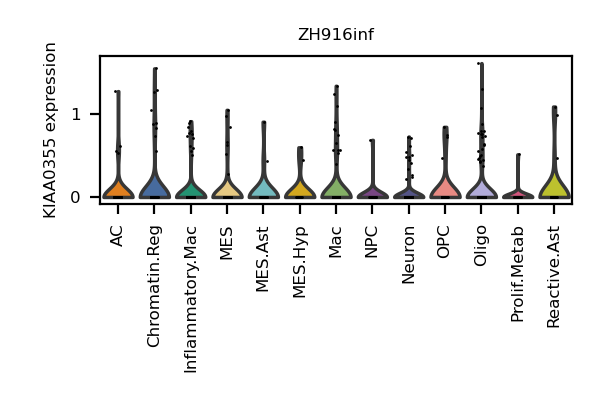 ZH916inf
KIAA0355 expression
1
0
AC
Chromatin.Reg
Inflammatory.Mac
MES
MES.Ast
MES.Hyp
Mac
NPC
Neuron
OPC
Oligo
Prolif.Metab
Reactive.Ast